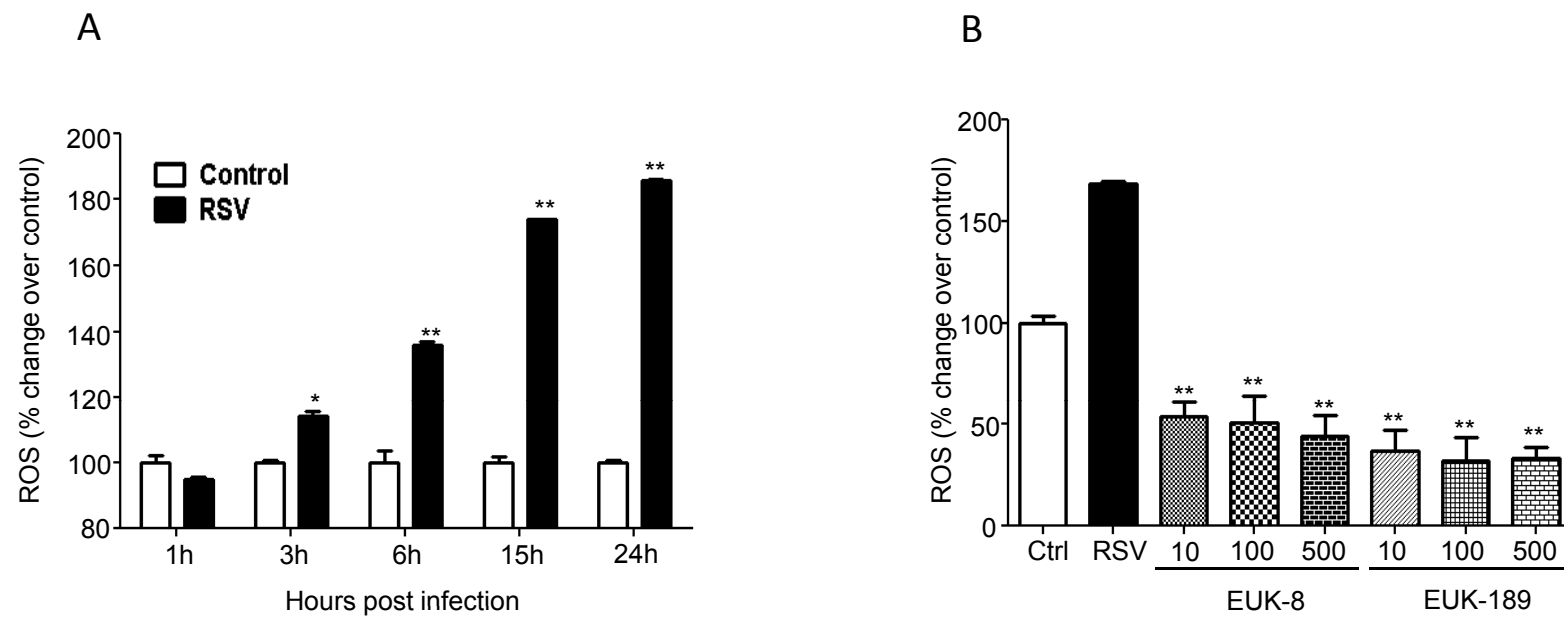 A
ROS (% change over control)
200
180
160
140
120
100
80
Control
RSV
*
**
**
**
1h 3h 6h 15h 24h
Hours post infection
B
ROS (% change over control)
200
150
100
50
0
** ** ** ** ** **
Ctrl RSV 10 100 500 10 100 500
EUK-8 EUK-189